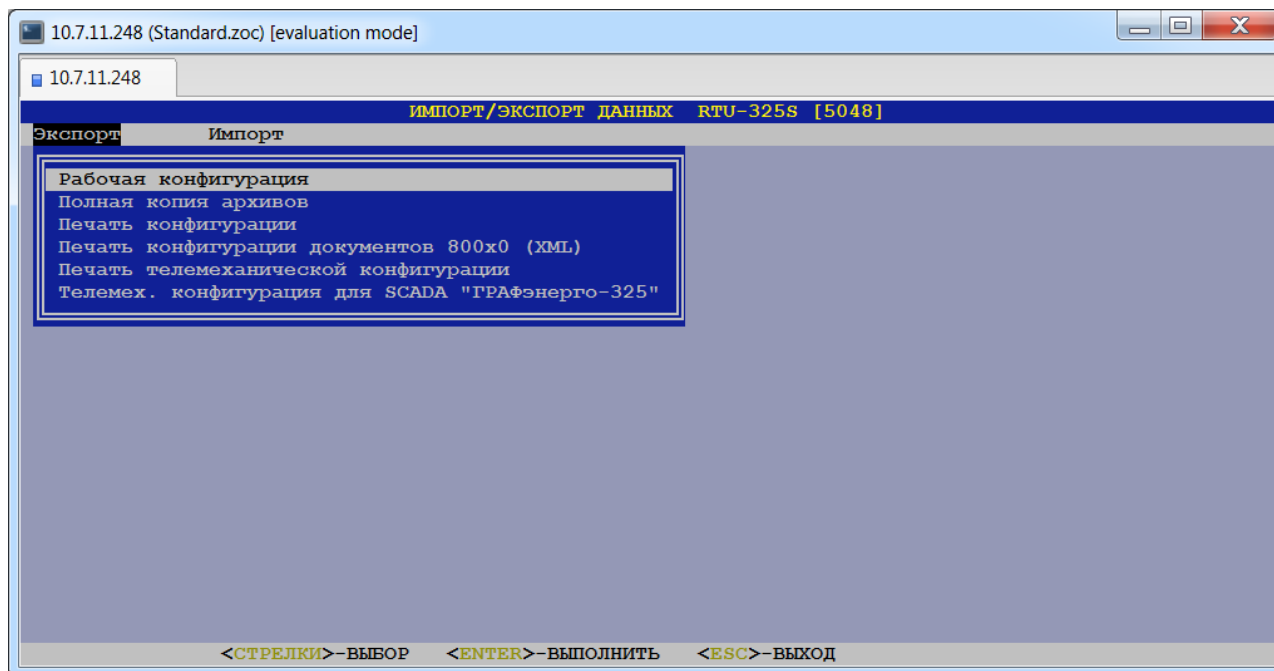 10.7.11.248 (Standard.zoc) [evaluation mode]
10.7.11.248
ИМПОРТ/ЭКСПОРТ ДАННЫХ RTU-325S [5048]
Экспорт Импорт
Рабочая конфигурация
Полная копия архивов
Печать конфигурации
Печать конфигурации документов 800x0 (XML)
Печать телемеханической конфигурации
Телемех. конфигурация для SCADA "ГРАФэнерго-325"
<СТРЕЛКИ>-ВЫБОР <ENTER>-ВЫПОЛНИТЬ <ESC>-ВЫХОД